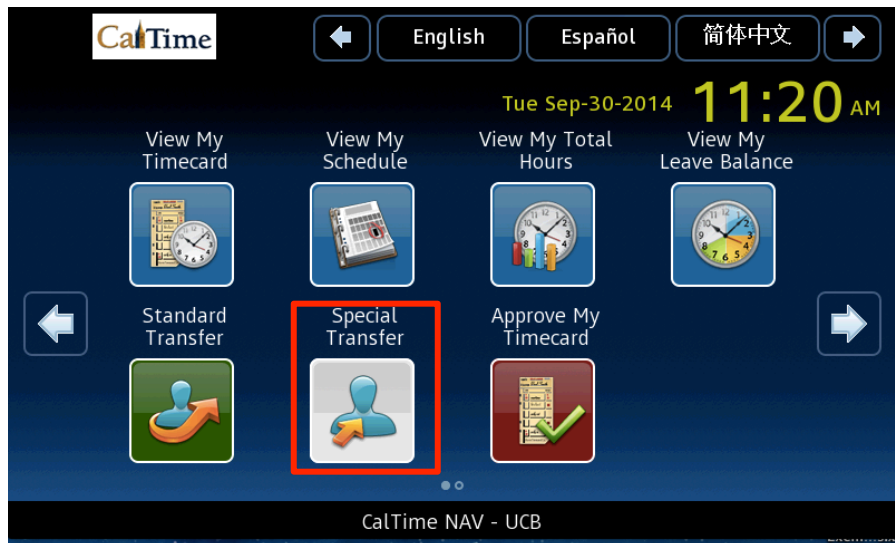 CalTime
English
Español
简体中文
Tue Sep-30-2014 11:20 AM
View My
Timecard
View My
Schedule
View My Total
Hours
View My
Leave Balance
Standard
Transfer
Special
Transfer
Approve My
Timecard
CalTime NAV - UCB